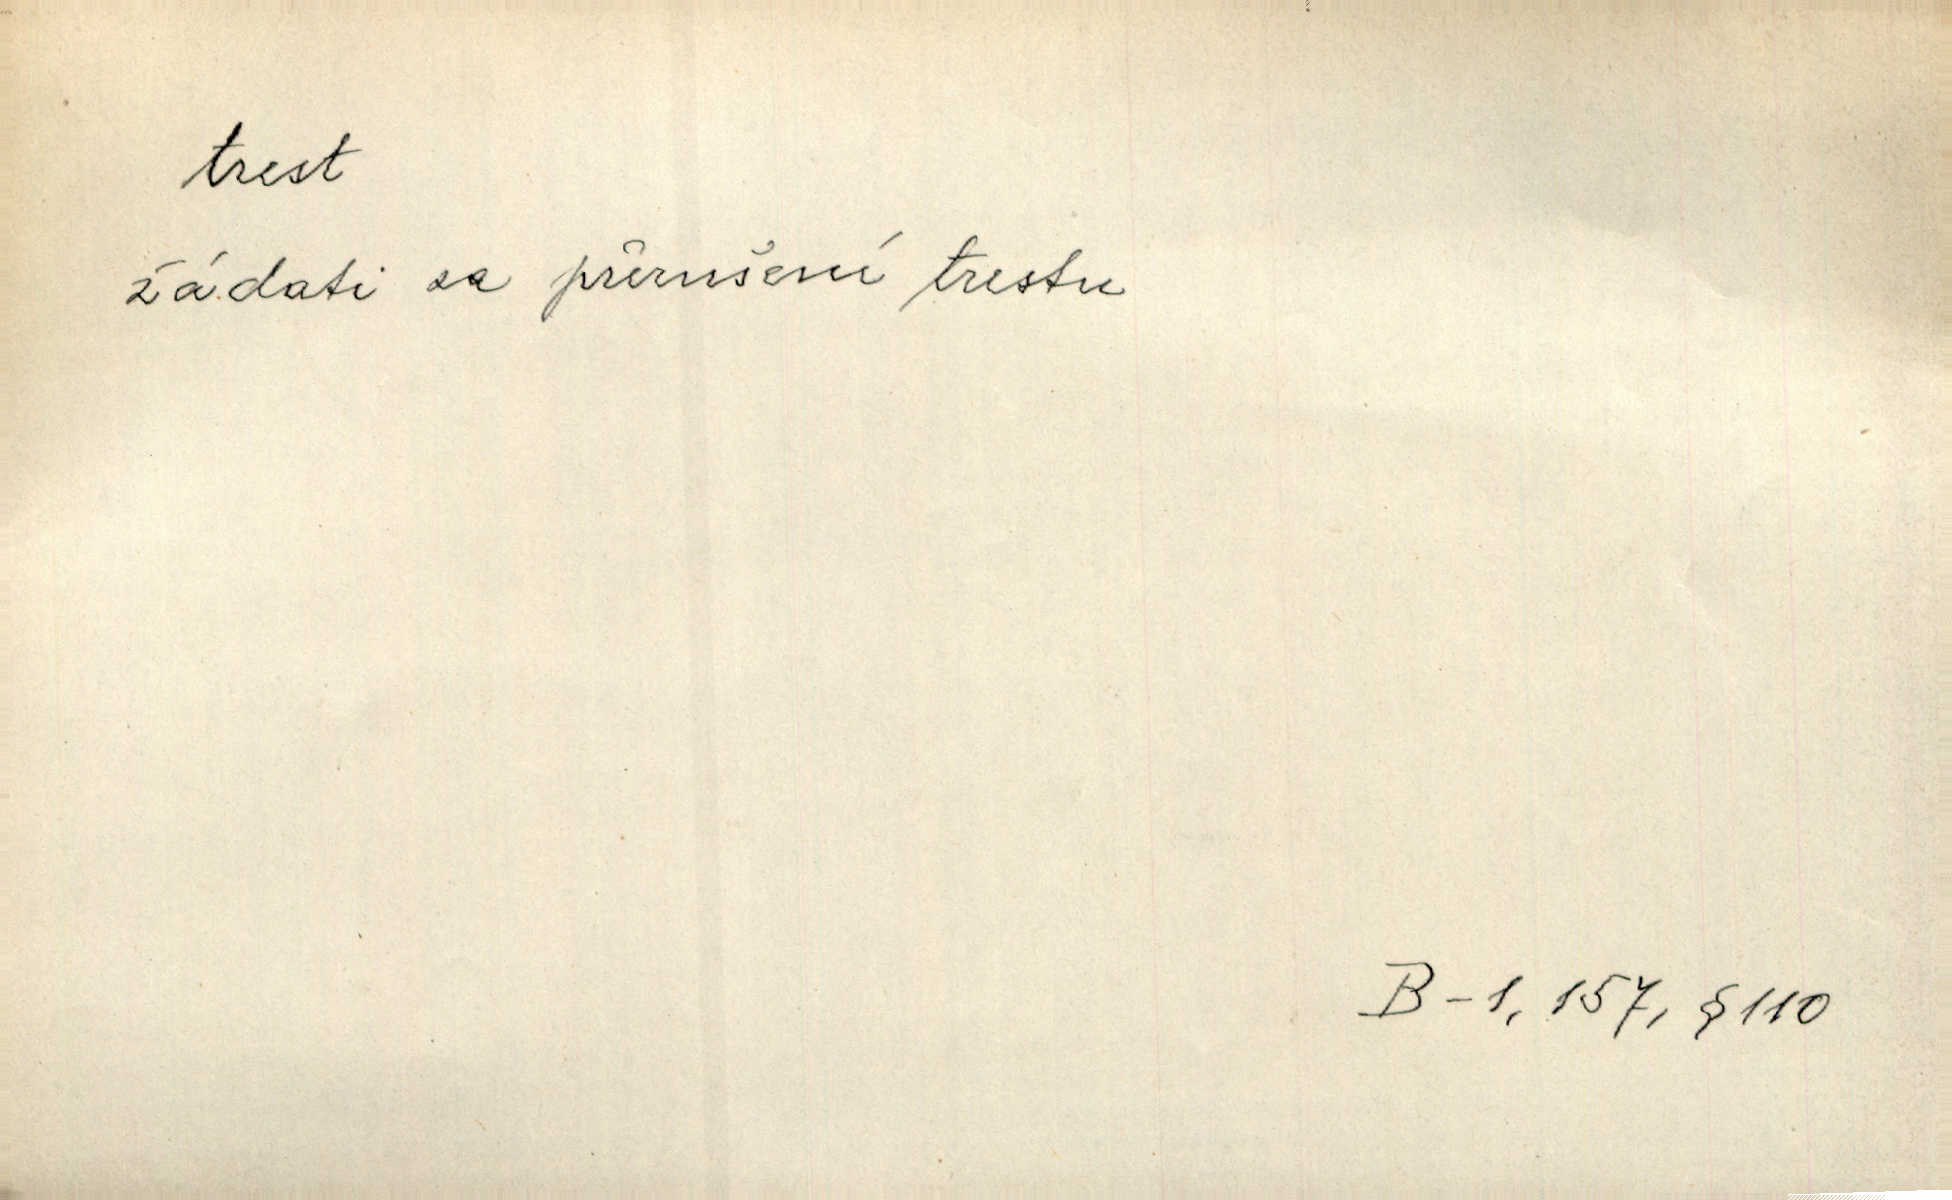 trest
žádati za přerušení trestu
B-1, 157, § 110